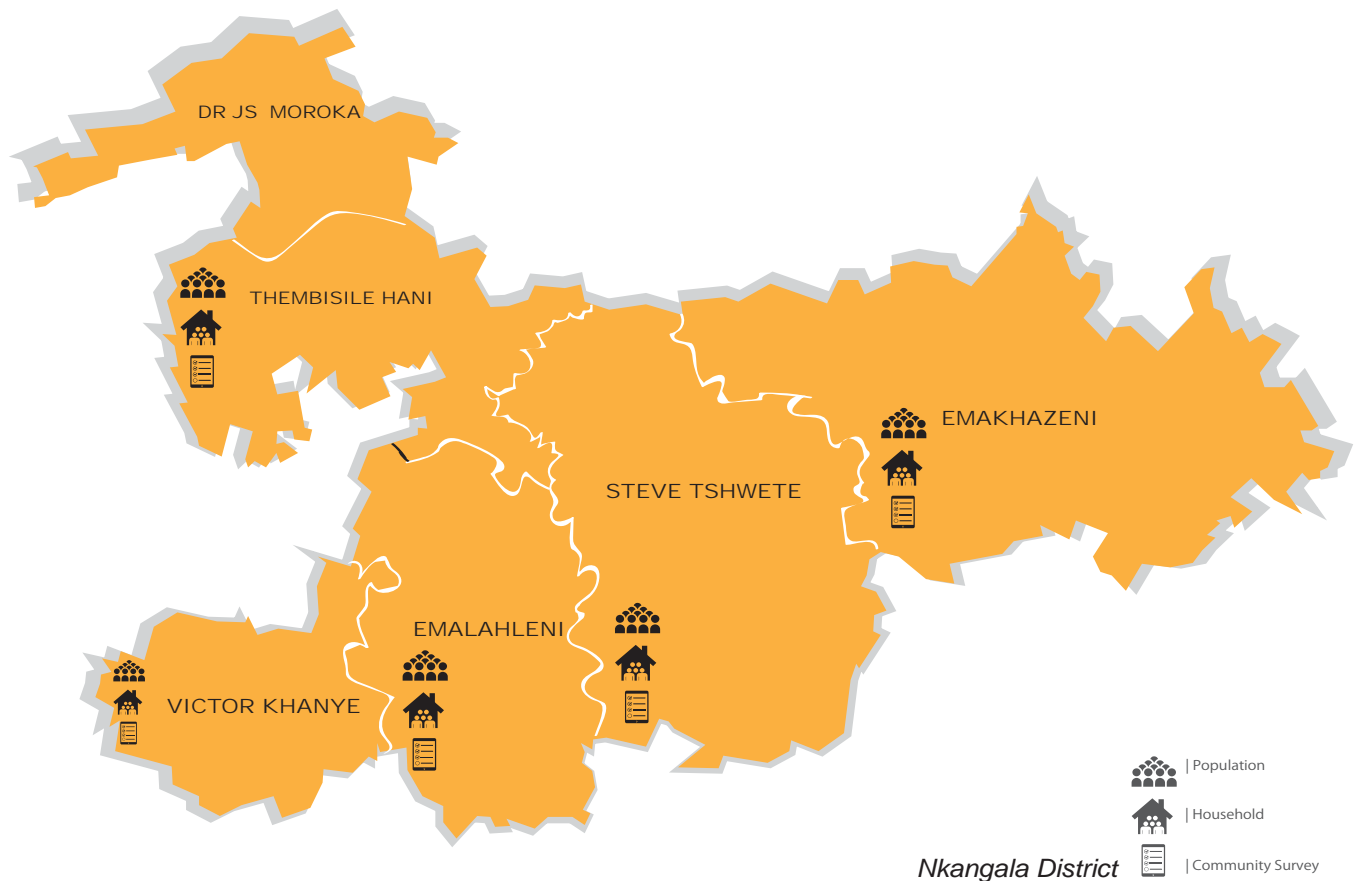 DR JS MOROKA
THEMBISILE HANI
EMAKHAZENI
STEVE TSHWETE
EMALAHLENI
VICTOR KHANYE
| Population
| Household
Nkangala District
| Community Survey